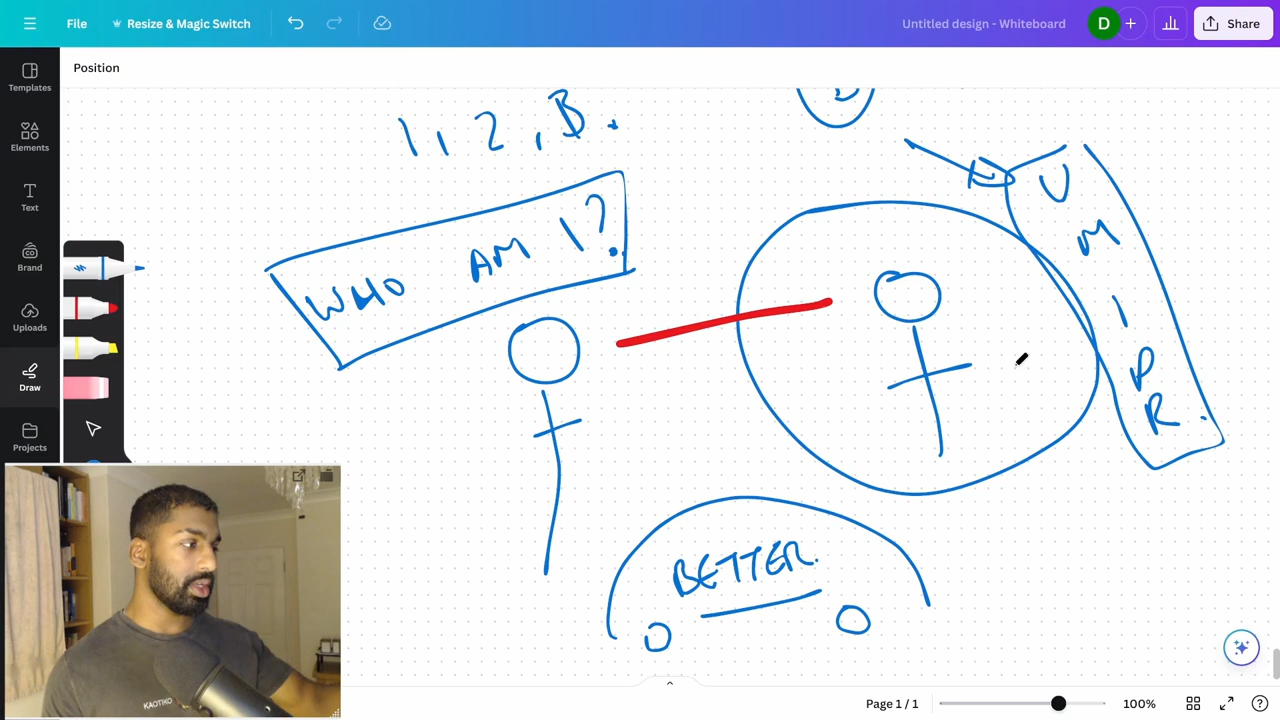 File
Resize & Magic Switch
Untitled design - Whiteboard
D
Share
Position
Templates
Elements
Text
Brand
Uploads
Draw
Projects
1, 2, B.
WHO AM I?
U
M
I
P
R.
BETTER.
KAOTIKO
Page 1 / 1
100%